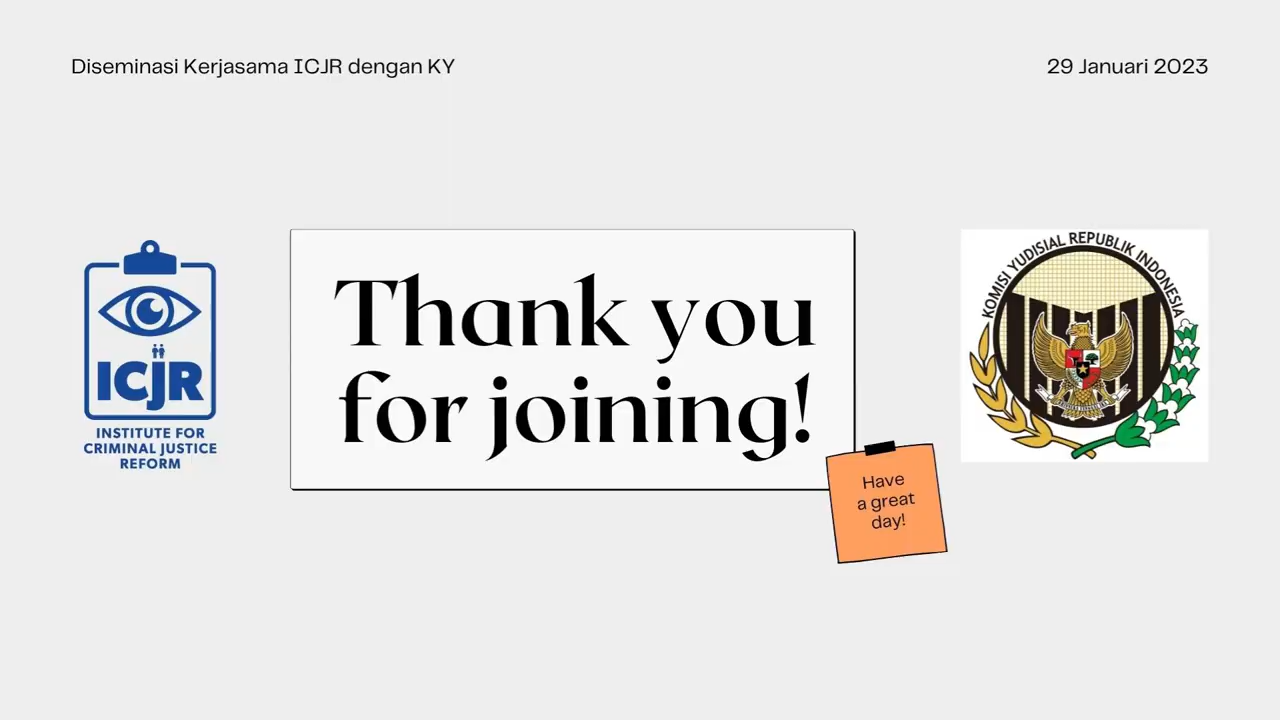 Diseminasi Kerjasama ICJR dengan KY
29 Januari 2023
ICJR
INSTITUTE FOR
CRIMINAL JUSTICE
REFORM
Thank you
for joining!
KOMISI YUDISIAL REPUBLIK INDONESIA
Have
a great
day!